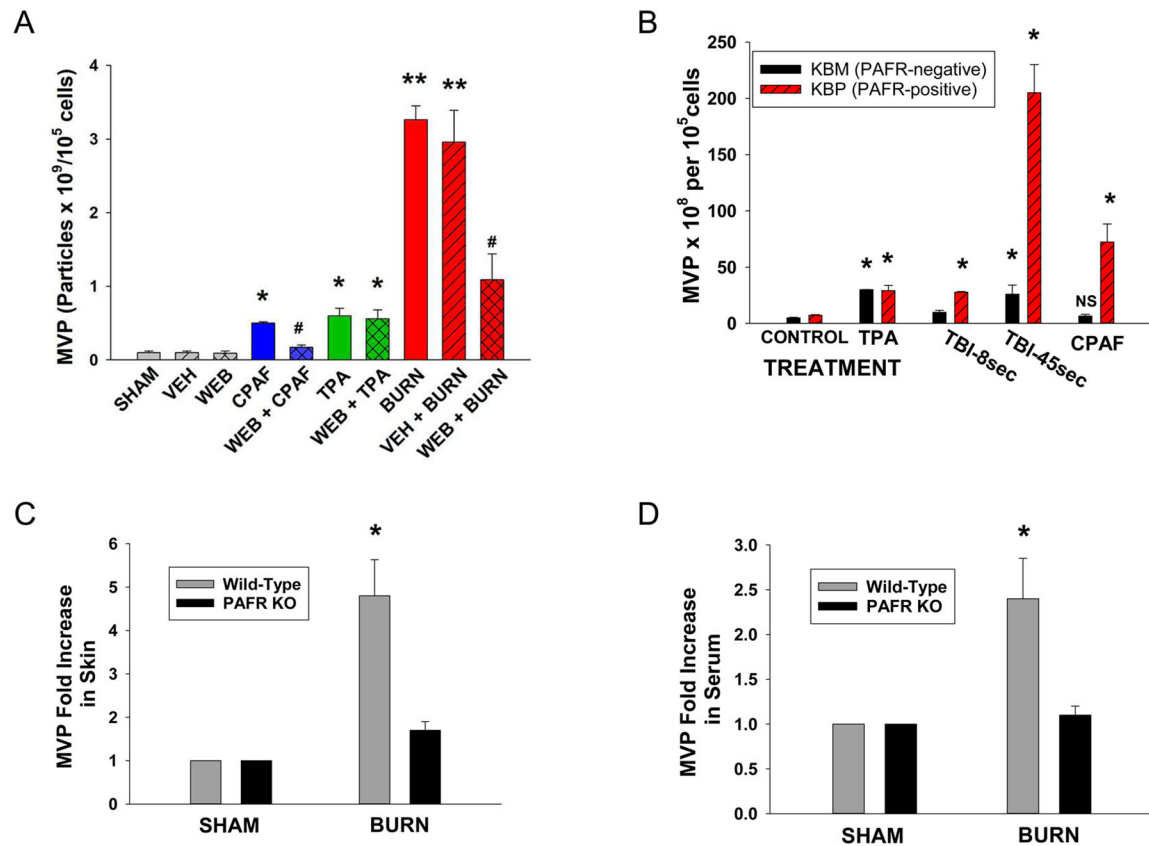 A
MVP (Particles x 10⁹/10⁵ cells)
4
3
2
1
0
*
#
*
*
**
**
#
SHAM
VEH
WEB
CPAF
WEB + CPAF
TPA
WEB + TPA
BURN
VEH + BURN
WEB + BURN
B
MVP x 10⁸ per 10⁵cells
250
200
150
100
50
0
KBM (PAFR-negative)
KBP (PAFR-positive)
*
*
*
*
*
NS
*
CONTROL
TPA
TBI-8sec
TBI-45sec
CPAF
TREATMENT
C
MVP Fold Increase
in Skin
6
5
4
3
2
1
0
Wild-Type
PAFR KO
*
SHAM
BURN
D
MVP Fold Increase
in Serum
3.0
2.5
2.0
1.5
1.0
0.5
0.0
Wild-Type
PAFR KO
*
SHAM
BURN